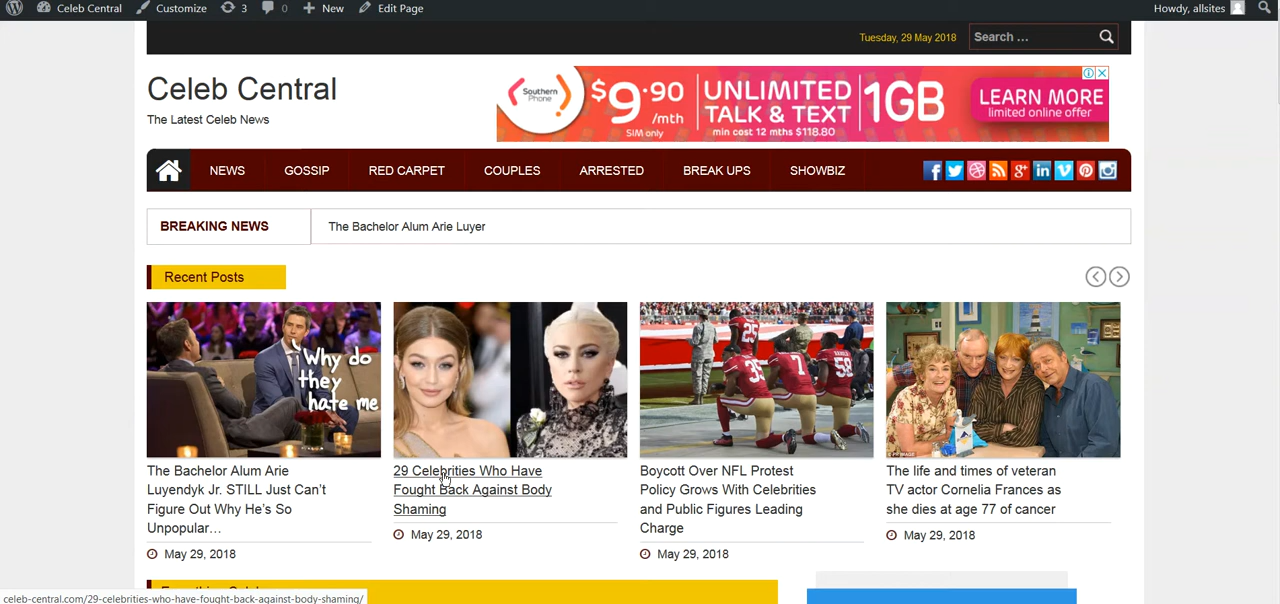 Celeb Central Customize 3 0 New Edit Page Howdy, allsites
Tuesday, 29 May 2018 Search ...
Celeb Central
The Latest Celeb News
Southern Phone $9.90 /mth SIM only UNLIMITED TALK & TEXT min cost 12 mths $118.80 1GB LEARN MORE limited online offer
NEWS GOSSIP RED CARPET COUPLES ARRESTED BREAK UPS SHOWBIZ
BREAKING NEWS The Bachelor Alum Arie Luyer
Recent Posts
Why do
they
hate me
35 25 7 58
The Bachelor Alum Arie
Luyendyk Jr. STILL Just Can't
Figure Out Why He's So
Unpopular…
May 29, 2018
29 Celebrities Who Have
Fought Back Against Body
Shaming
May 29, 2018
Boycott Over NFL Protest
Policy Grows With Celebrities
and Public Figures Leading
Charge
May 29, 2018
The life and times of veteran
TV actor Cornelia Frances as
she dies at age 77 of cancer
May 29, 2018
celeb-central.com/29-celebrities-who-have-fought-back-against-body-shaming/